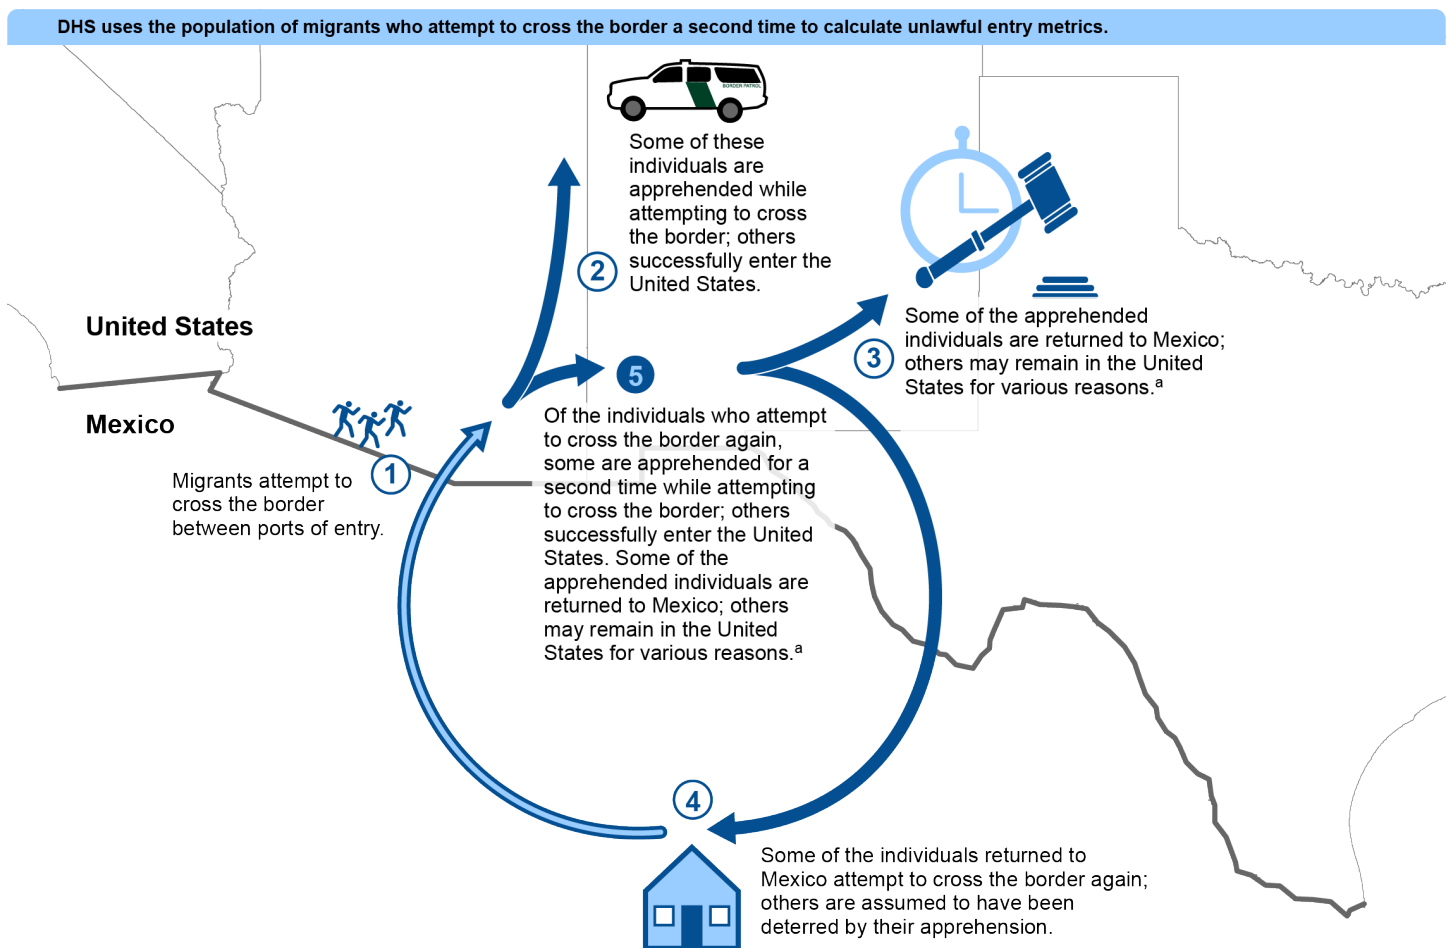 DHS uses the population of migrants who attempt to cross the border a second time to calculate unlawful entry metrics.
BORDER PATROL
Some of these
individuals are
apprehended while
attempting to cross
the border; others
successfully enter the
United States.
2
Some of the apprehended
individuals are returned to Mexico;
others may remain in the United
States for various reasons.a
3
United States
Mexico
1
Migrants attempt to
cross the border
between ports of entry.
5
Of the individuals who attempt
to cross the border again,
some are apprehended for a
second time while attempting
to cross the border; others
successfully enter the United
States. Some of the
apprehended individuals are
returned to Mexico; others
may remain in the United
States for various reasons.a
4
Some of the individuals returned to
Mexico attempt to cross the border again;
others are assumed to have been
deterred by their apprehension.